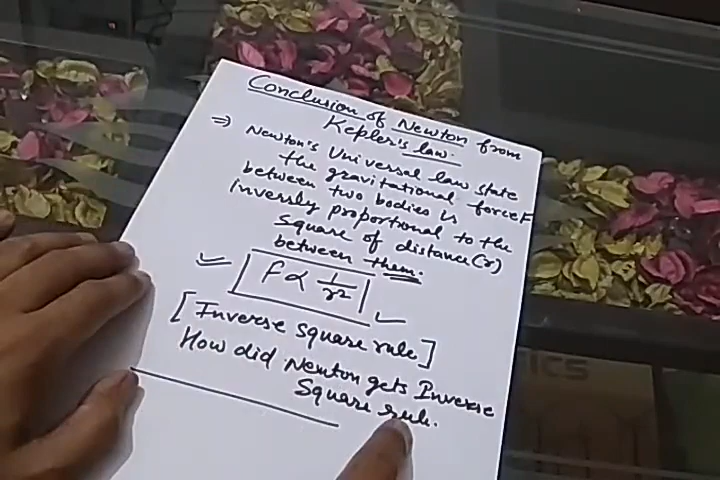 Conclusion of Newton from
Kepler's law.
⇒ Newton's Universal law state
the gravitational force F
between two bodies is
Inversly proportional to the
square of distance (r)
between them.
F ∝ 1/r²
[Inverse square rule]
How did Newton gets Inverse
Square rule.